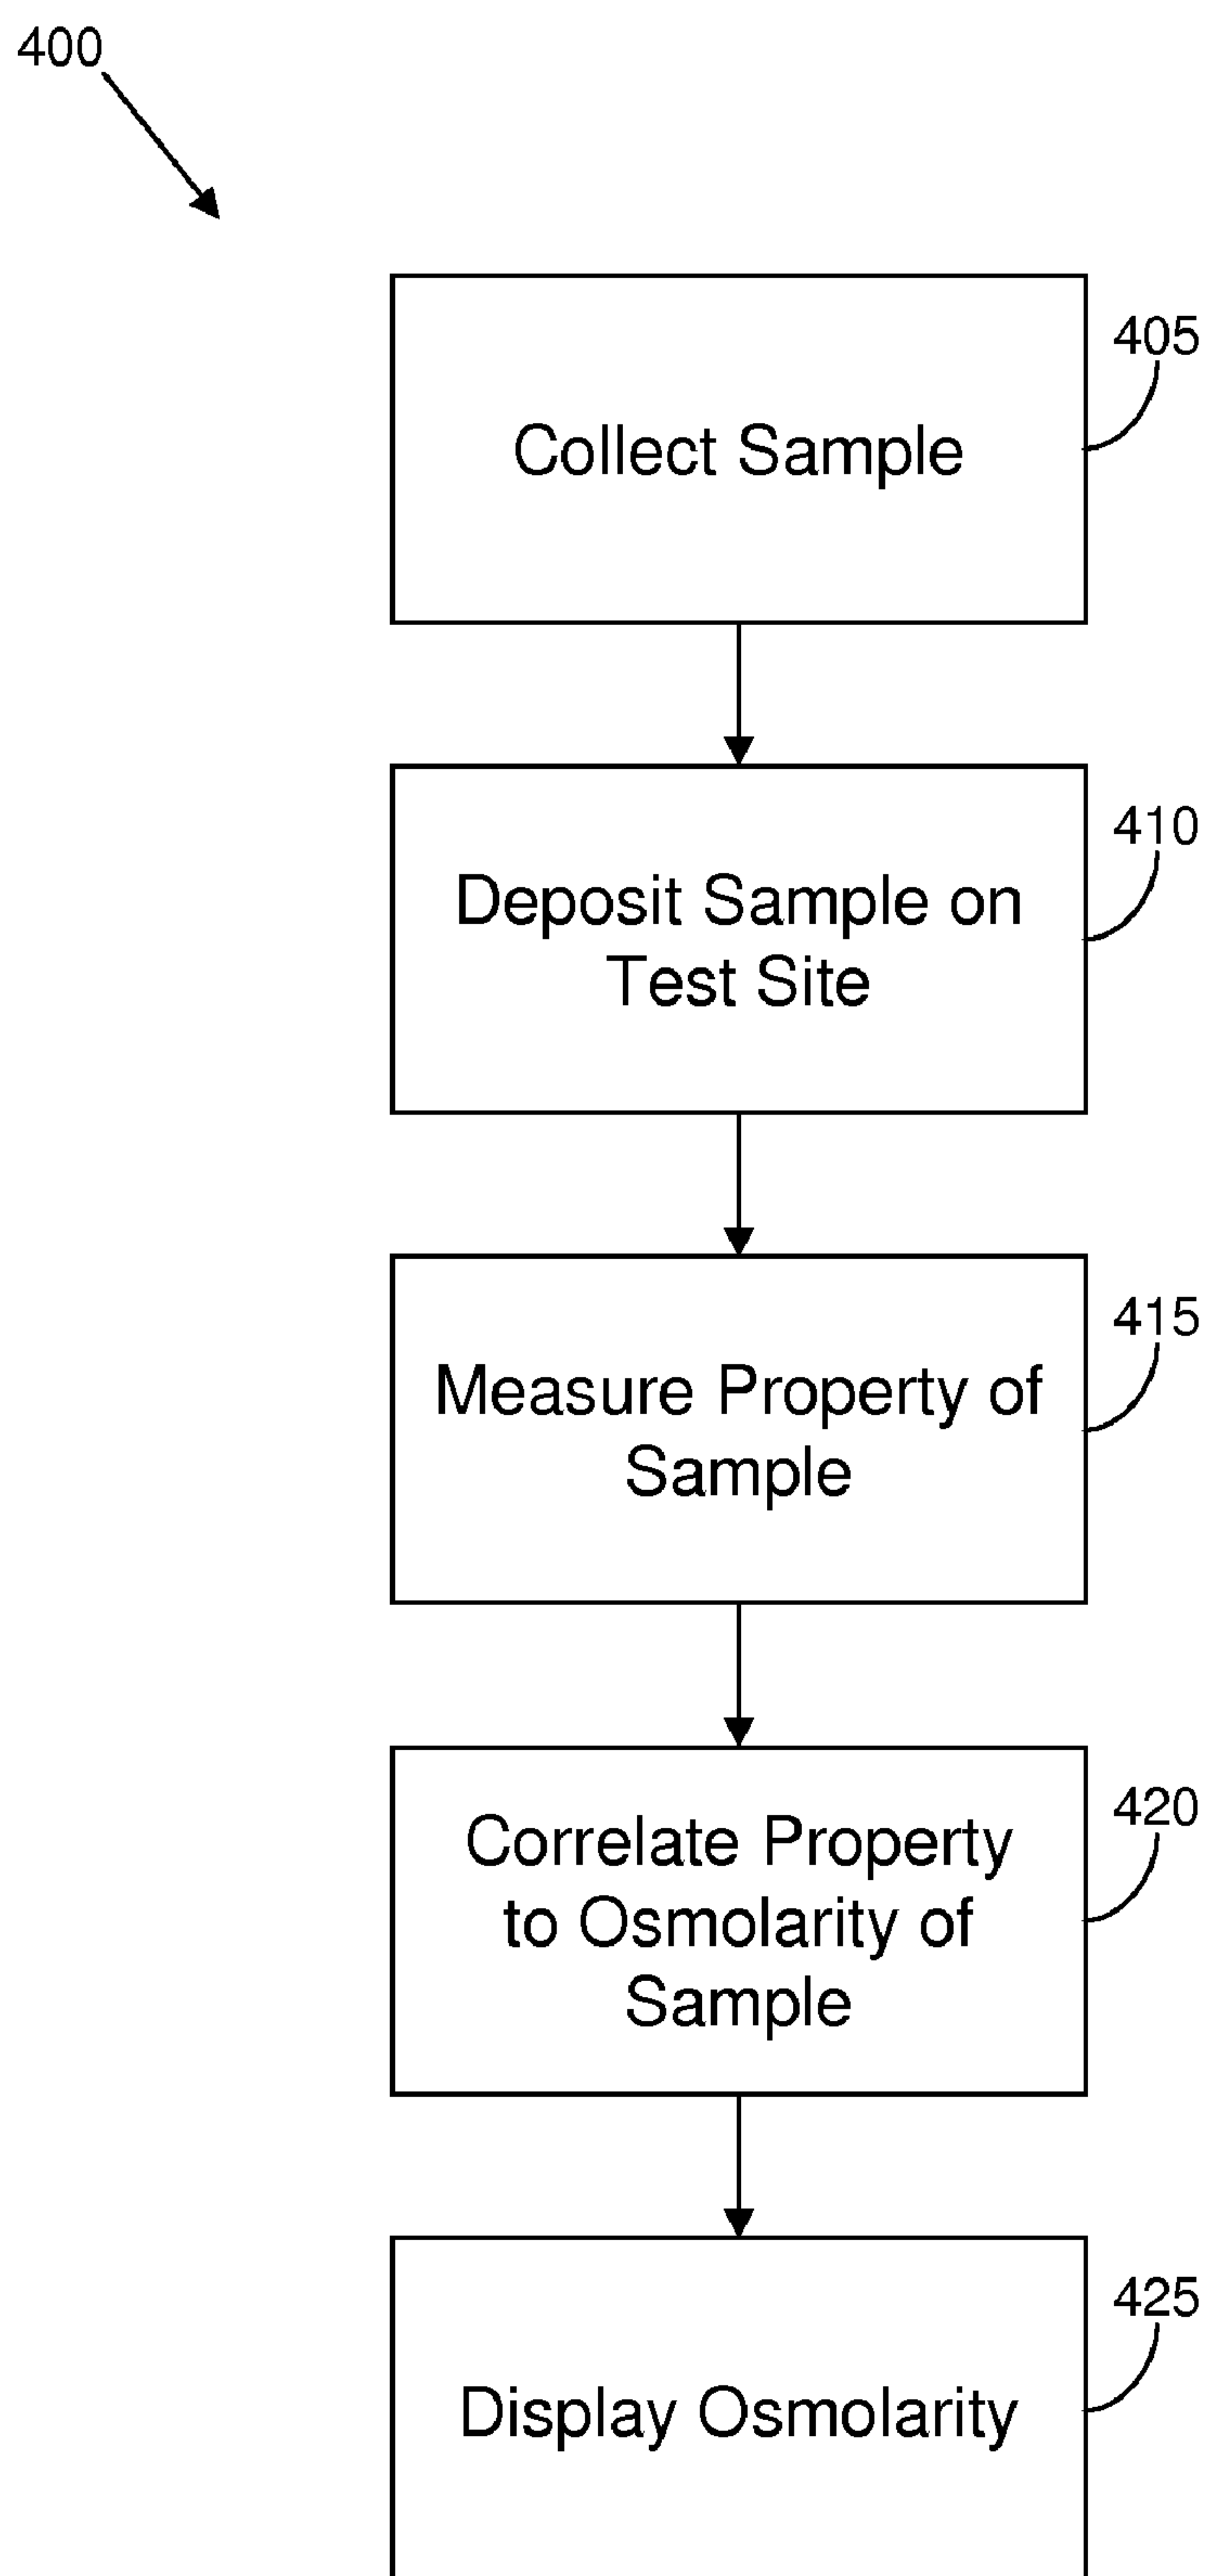 400
405
Collect Sample
410
Deposit Sample on
Test Site
415
Measure Property of
Sample
420
Correlate Property
to Osmolarity of
Sample
425
Display Osmolarity